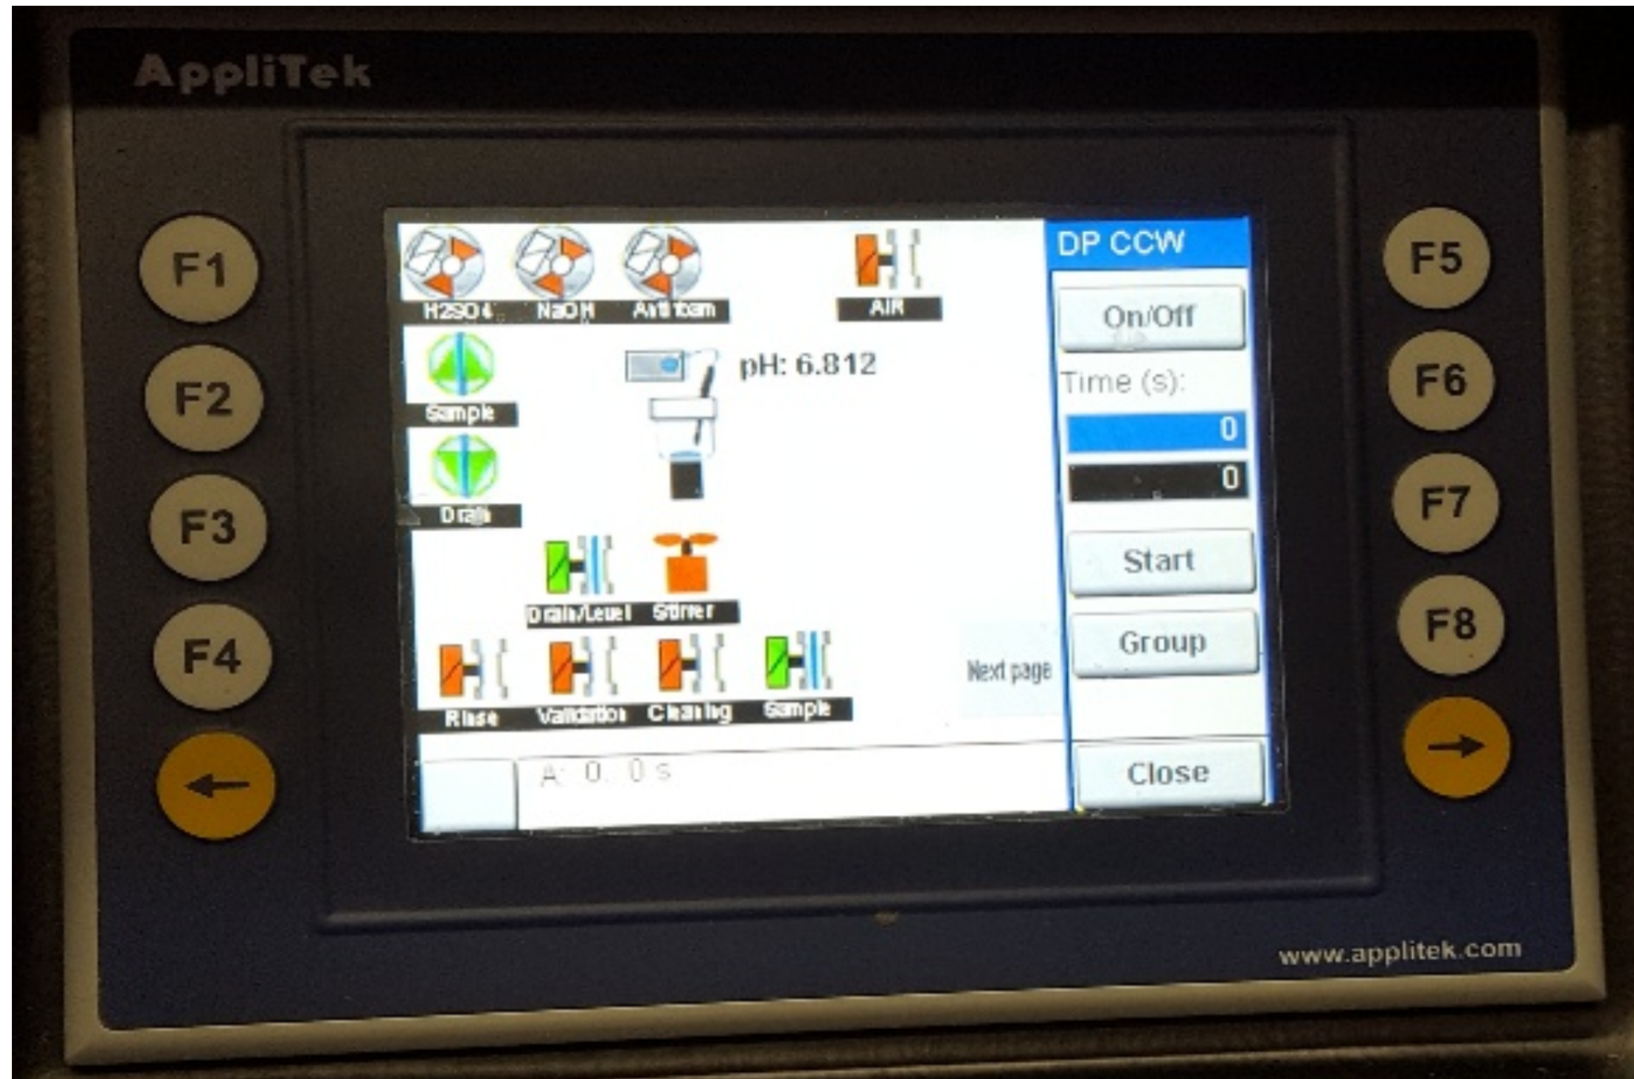 AppliTek
F1
F2
F3
F4
F5
F6
F7
F8
H2SO4
NaOH
Antifoam
AIR
Sample
Drain
pH: 6.812
Drain/Level
Stirrer
Rinse
Validation
Cleaning
Sample
Next page
A: 0. 0 s
DP CCW
On/Off
Time (s):
0
0
Start
Group
Close
www.applitek.com